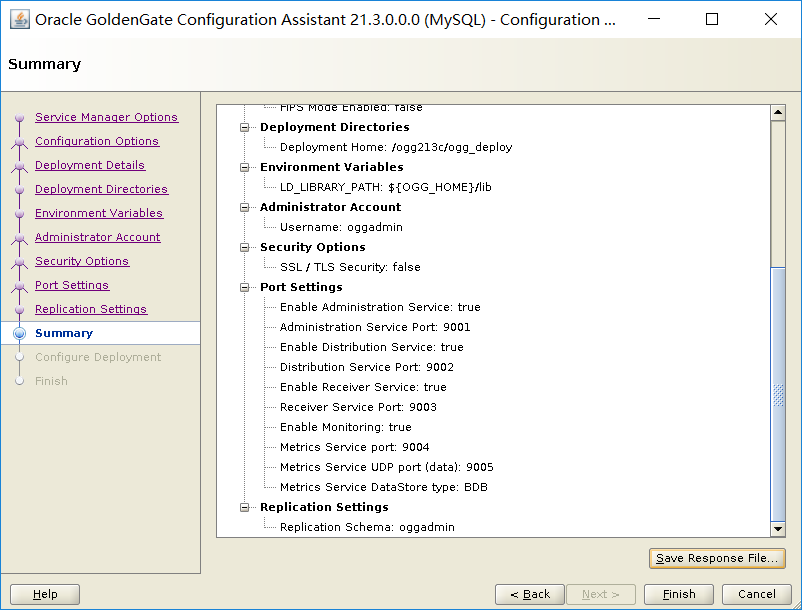 Oracle GoldenGate Configuration Assistant 21.3.0.0.0 (MySQL) - Configuration ...
Summary
Service Manager Options
Configuration Options
Deployment Details
Deployment Directories
Environment Variables
Administrator Account
Security Options
Port Settings
Replication Settings
Summary
Configure Deployment
Finish
FIPS Mode Enabled: false
Deployment Directories
Deployment Home: /ogg213c/ogg_deploy
Environment Variables
LD_LIBRARY_PATH: ${OGG_HOME}/lib
Administrator Account
Username: oggadmin
Security Options
SSL / TLS Security: false
Port Settings
Enable Administration Service: true
Administration Service Port: 9001
Enable Distribution Service: true
Distribution Service Port: 9002
Enable Receiver Service: true
Receiver Service Port: 9003
Enable Monitoring: true
Metrics Service port: 9004
Metrics Service UDP port (data): 9005
Metrics Service DataStore type: BDB
Replication Settings
Replication Schema: oggadmin
Save Response File...
Help
< Back
Next >
Finish
Cancel